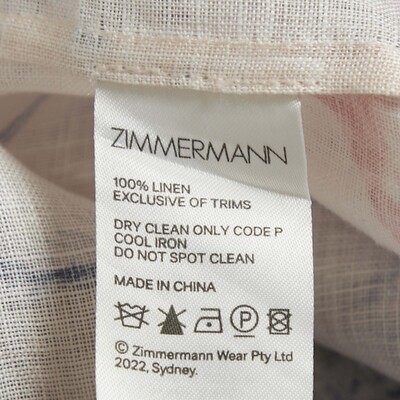 ZIMMERMANN
100% LINEN
EXCLUSIVE OF TRIMS
DRY CLEAN ONLY CODE P
COOL IRON
DO NOT SPOT CLEAN
MADE IN CHINA
P
© Zimmermann Wear Pty Ltd
2022, Sydney.